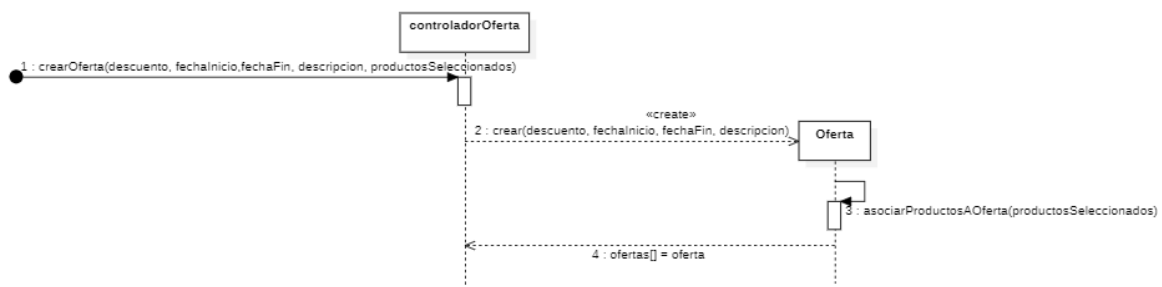 controladorOferta
1 : crearOferta(descuento, fechaInicio,fechaFin, descripcion, productosSeleccionados)
«create»
2 : crear(descuento, fechaInicio, fechaFin, descripcion)
Oferta
3 : asociarProductosAOferta(productosSeleccionados)
4 : ofertas[] = oferta